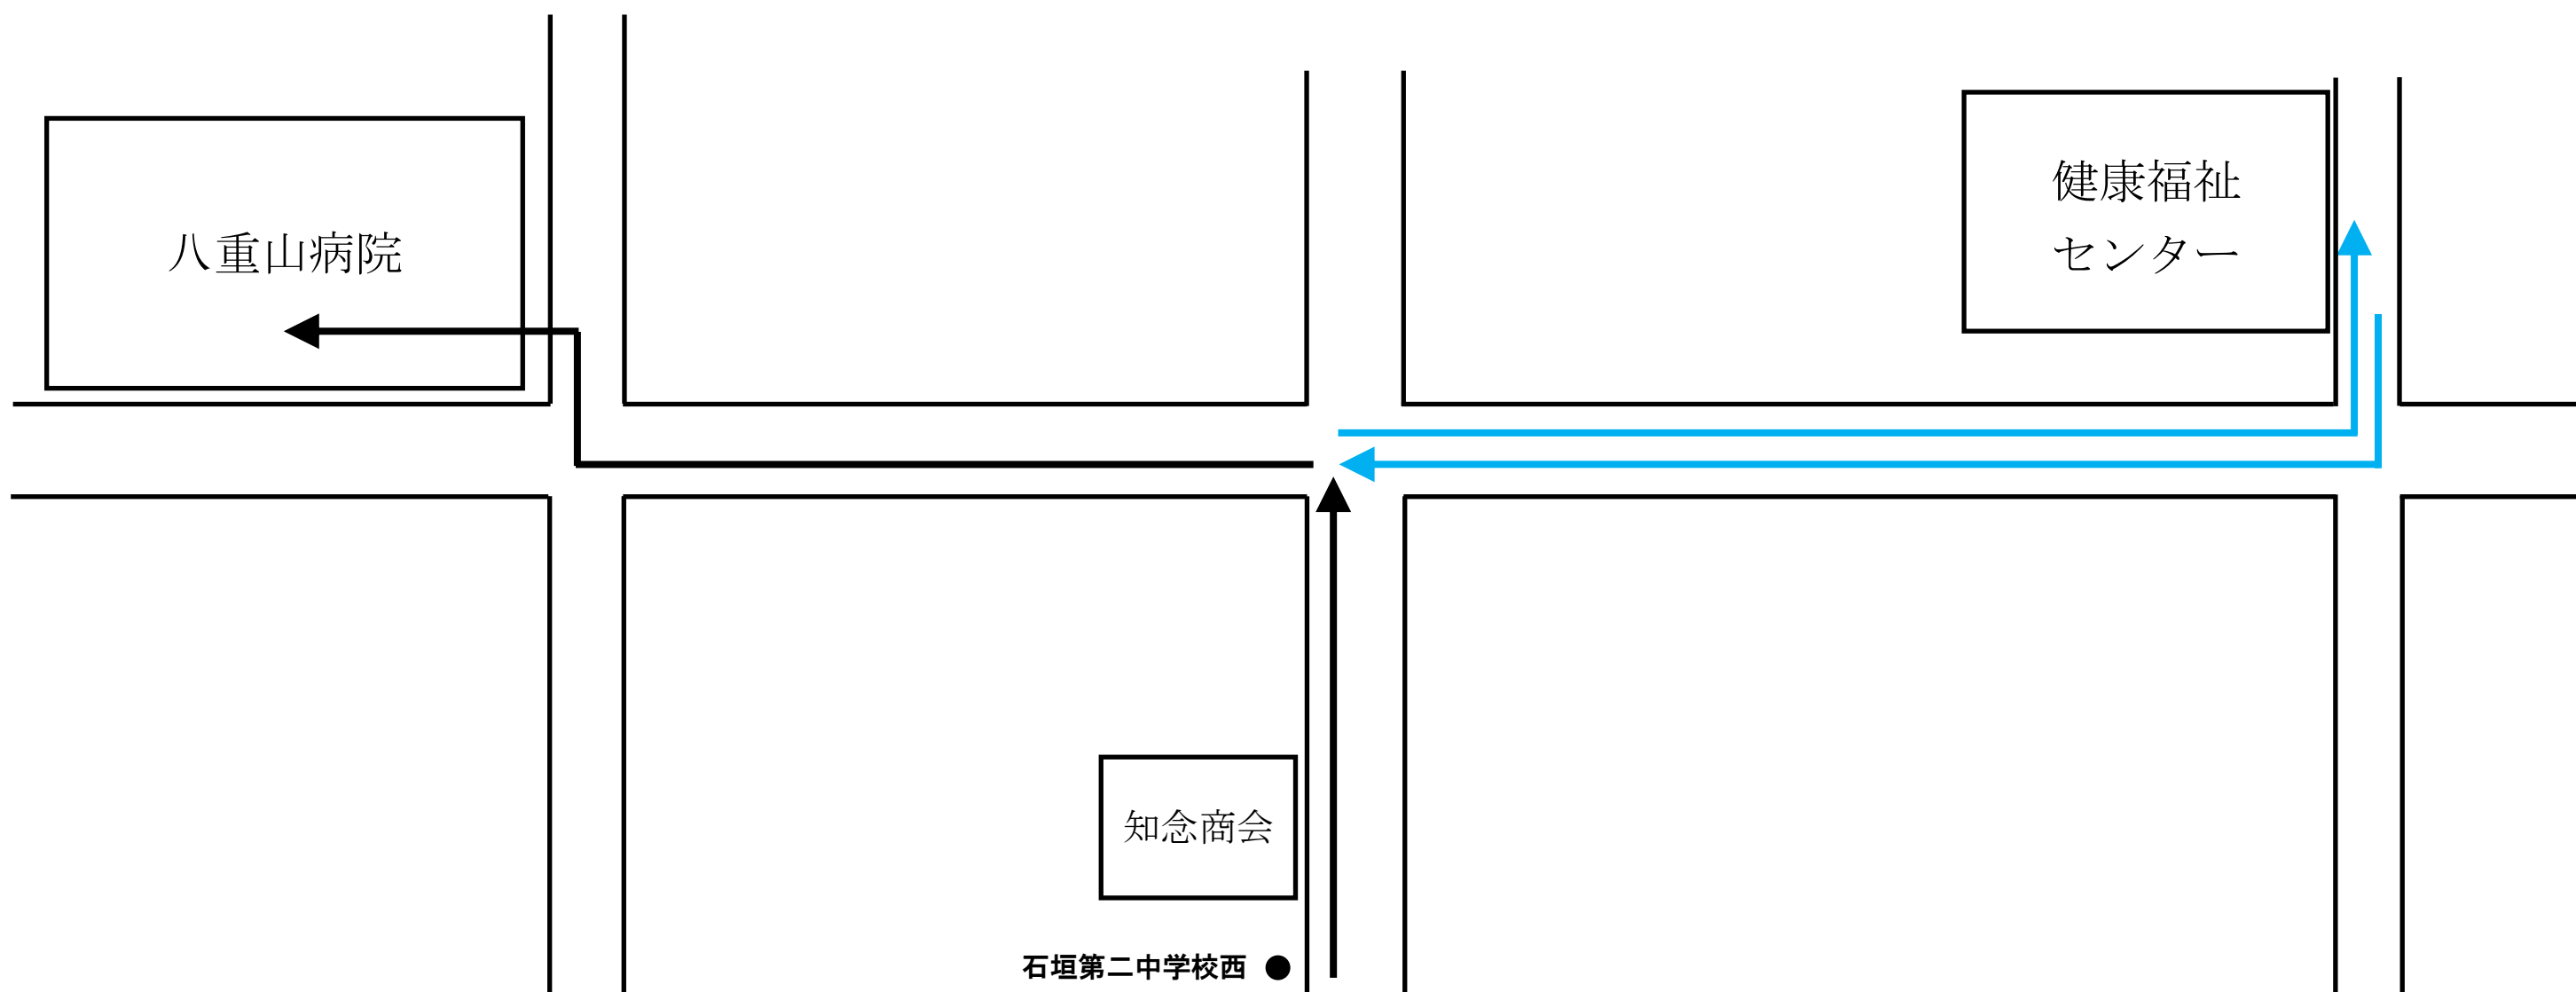 八重山病院
健康福祉
センター
知念商会
石垣第二中学校西